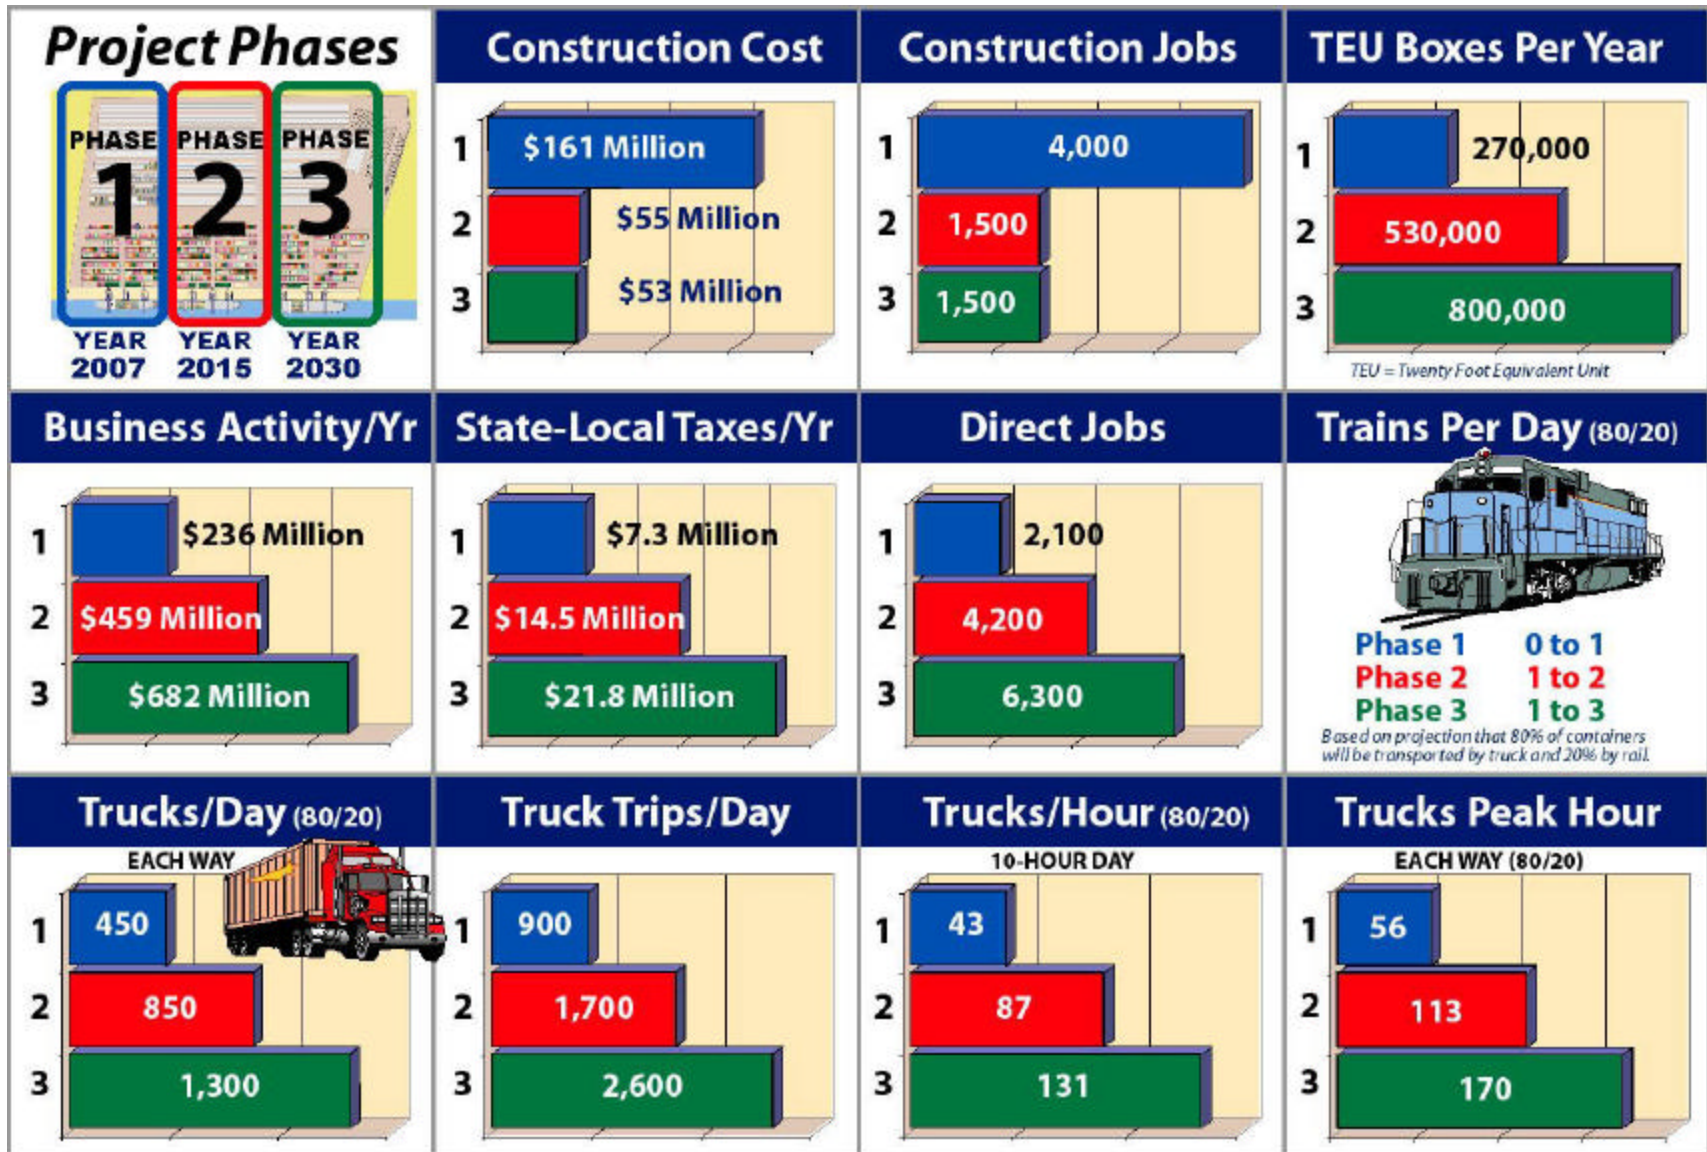 Project Phases
PHASE PHASE PHASE
1 2 3
YEAR YEAR YEAR
2007 2015 2030
Construction Cost
1 $161 Million
2 $55 Million
3 $53 Million
Construction Jobs
1 4,000
2 1,500
3 1,500
TEU Boxes Per Year
1 270,000
2 530,000
3 800,000
TEU = Twenty Foot Equivalent Unit
Business Activity/Yr
1 $236 Million
2 $459 Million
3 $682 Million
State-Local Taxes/Yr
1 $7.3 Million
2 $14.5 Million
3 $21.8 Million
Direct Jobs
1 2,100
2 4,200
3 6,300
Trains Per Day (80/20)
Phase 1 0 to 1
Phase 2 1 to 2
Phase 3 1 to 3
Based on projection that 80% of containers
will be transported by truck and 20% by rail.
Trucks/Day (80/20)
EACH WAY
1 450
2 850
3 1,300
Truck Trips/Day
1 900
2 1,700
3 2,600
Trucks/Hour (80/20)
10-HOUR DAY
1 43
2 87
3 131
Trucks Peak Hour
EACH WAY (80/20)
1 56
2 113
3 170